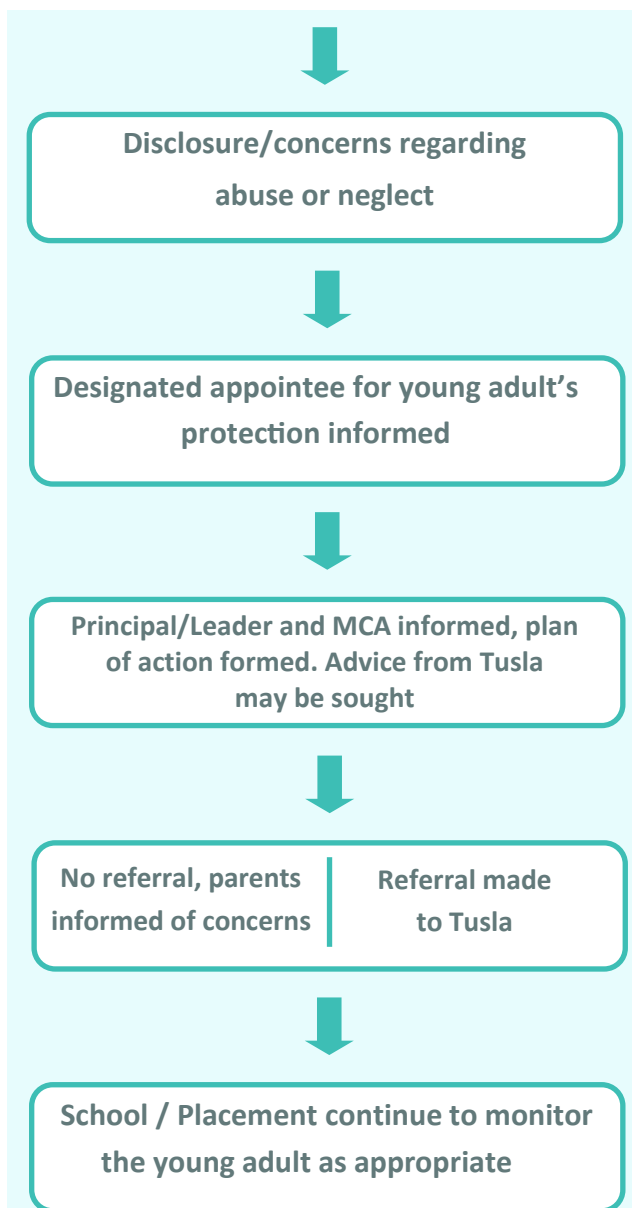 Disclosure/concerns regarding
abuse or neglect
Designated appointee for young adult’s
protection informed
Principal/Leader and MCA informed, plan
of action formed. Advice from Tusla
may be sought
No referral, parents
informed of concerns
Referral made
to Tusla
School / Placement continue to monitor
the young adult as appropriate